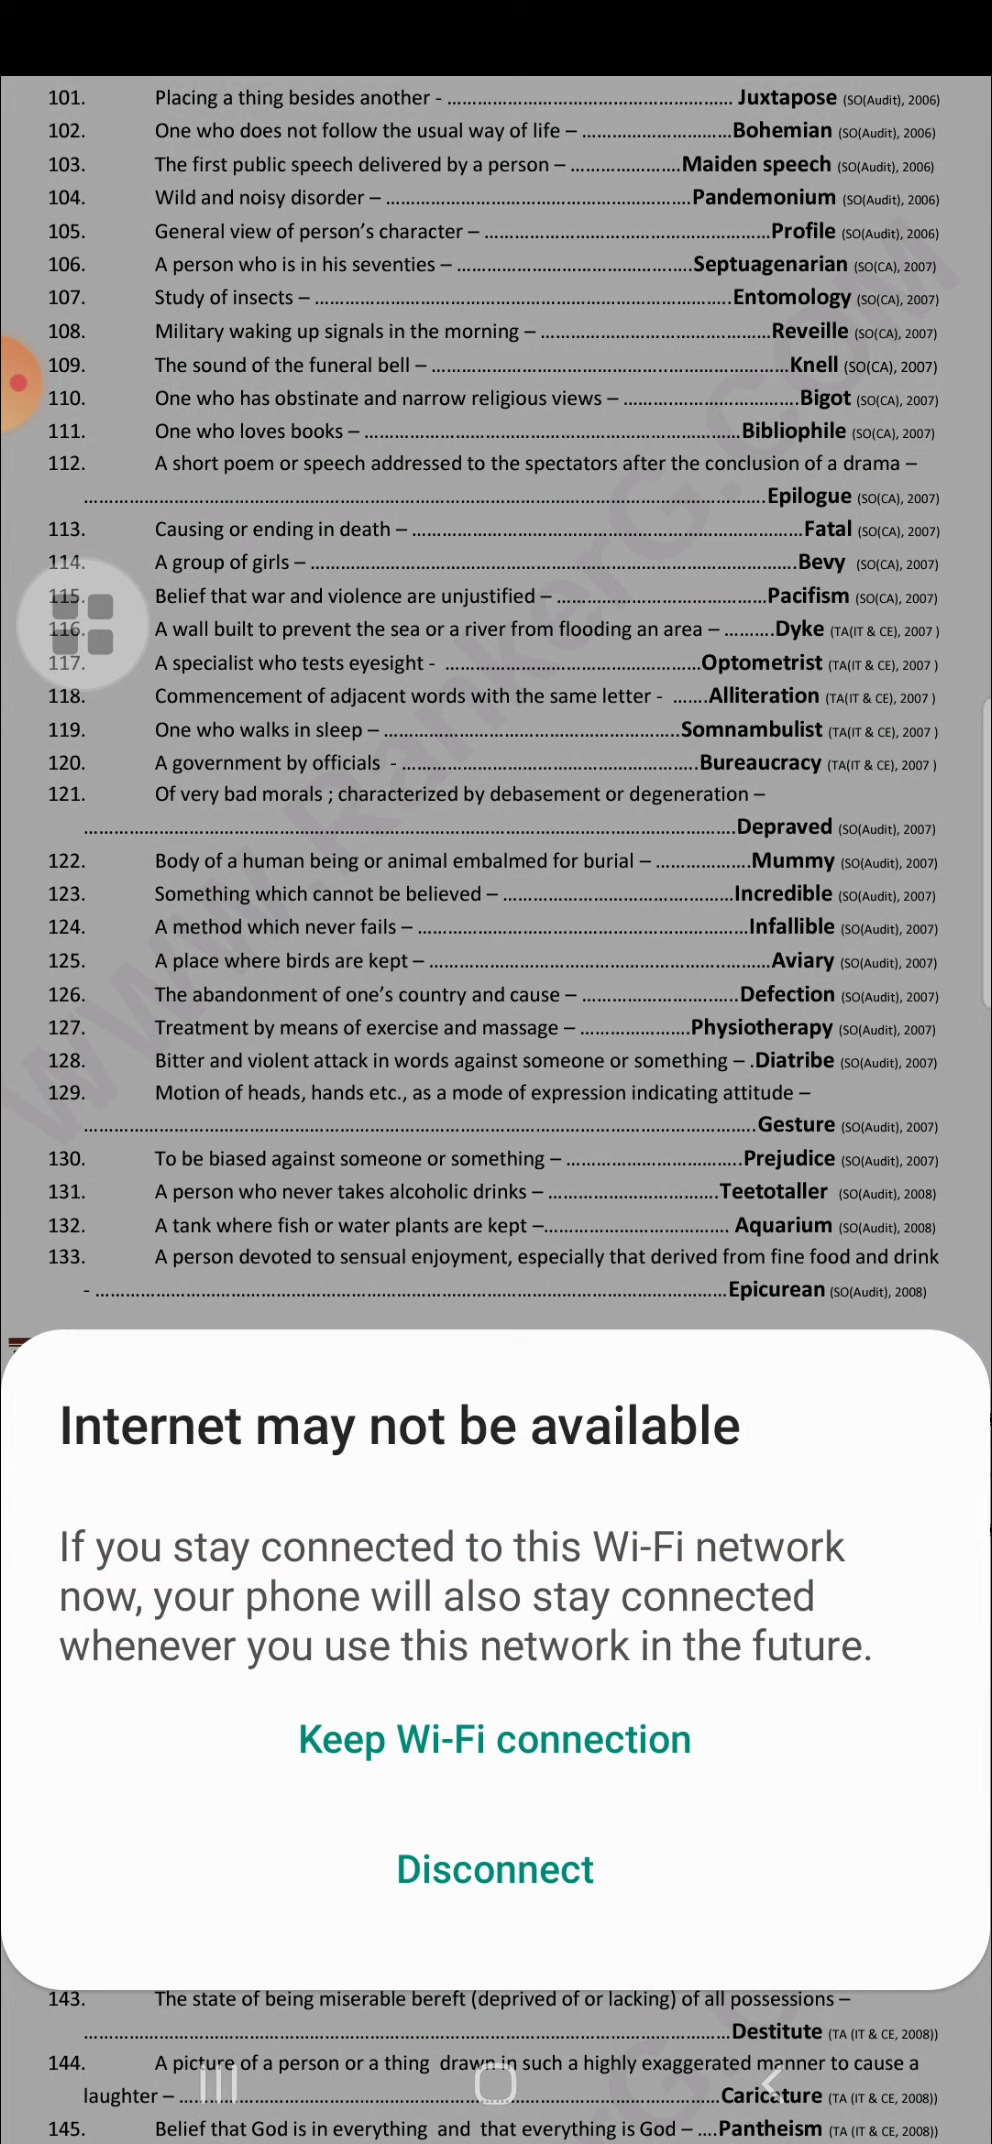 101. Placing a thing besides another - ................................................ Juxtapose (SO(Audit), 2006)
102. One who does not follow the usual way of life – .........................Bohemian (SO(Audit), 2006)
103. The first public speech delivered by a person – ...................Maiden speech (SO(Audit), 2006)
104. Wild and noisy disorder – ...................................................Pandemonium (SO(Audit), 2006)
105. General view of person’s character – ................................................Profile (SO(Audit), 2006)
106. A person who is in his seventies – .......................................Septuagenarian (SO(CA), 2007)
107. Study of insects – ......................................................................Entomology (SO(CA), 2007)
108. Military waking up signals in the morning – .......................................Reveille (SO(CA), 2007)
109. The sound of the funeral bell – ............................................................Knell (SO(CA), 2007)
110. One who has obstinate and narrow religious views – ..............................Bigot (SO(CA), 2007)
111. One who loves books – ...............................................................Bibliophile (SO(CA), 2007)
112. A short poem or speech addressed to the spectators after the conclusion of a drama –
.................................................................................................................Epilogue (SO(CA), 2007)
113. Causing or ending in death – .................................................................Fatal (SO(CA), 2007)
114. A group of girls – .................................................................................Bevy (SO(CA), 2007)
115. Belief that war and violence are unjustified – ...................................Pacifism (SO(CA), 2007)
116. A wall built to prevent the sea or a river from flooding an area – .........Dyke (TA(IT & CE), 2007 )
117. A specialist who tests eyesight - ...........................................Optometrist (TA(IT & CE), 2007 )
118. Commencement of adjacent words with the same letter - ......Alliteration (TA(IT & CE), 2007 )
119. One who walks in sleep – .................................................Somnambulist (TA(IT & CE), 2007 )
120. A government by officials - .................................................Bureaucracy (TA(IT & CE), 2007 )
121. Of very bad morals ; characterized by debasement or degeneration –
............................................................................................................Depraved (SO(Audit), 2007)
122. Body of a human being or animal embalmed for burial – ................Mummy (SO(Audit), 2007)
123. Something which cannot be believed – .......................................Incredible (SO(Audit), 2007)
124. A method which never fails – .......................................................Infallible (SO(Audit), 2007)
125. A place where birds are kept – .........................................................Aviary (SO(Audit), 2007)
126. The abandonment of one’s country and cause – ..........................Defection (SO(Audit), 2007)
127. Treatment by means of exercise and massage – ..................Physiotherapy (SO(Audit), 2007)
128. Bitter and violent attack in words against someone or something – .Diatribe (SO(Audit), 2007)
129. Motion of heads, hands etc., as a mode of expression indicating attitude –
................................................................................................................Gesture (SO(Audit), 2007)
130. To be biased against someone or something – .............................Prejudice (SO(Audit), 2007)
131. A person who never takes alcoholic drinks – ............................Teetotaller (SO(Audit), 2008)
132. A tank where fish or water plants are kept –............................... Aquarium (SO(Audit), 2008)
133. A person devoted to sensual enjoyment, especially that derived from fine food and drink
- .........................................................................................................Epicurean (SO(Audit), 2008)
Internet may not be available
If you stay connected to this Wi-Fi network
now, your phone will also stay connected
whenever you use this network in the future.
Keep Wi-Fi connection
Disconnect
143. The state of being miserable bereft (deprived of or lacking) of all possessions –
...........................................................................................................Destitute (TA (IT & CE, 2008))
144. A picture of a person or a thing drawn in such a highly exaggerated manner to cause a
laughter – ..........................................................................................Caricature (TA (IT & CE, 2008))
145. Belief that God is in everything and that everything is God – ....Pantheism (TA (IT & CE, 2008))
WWW.RankerG.COM